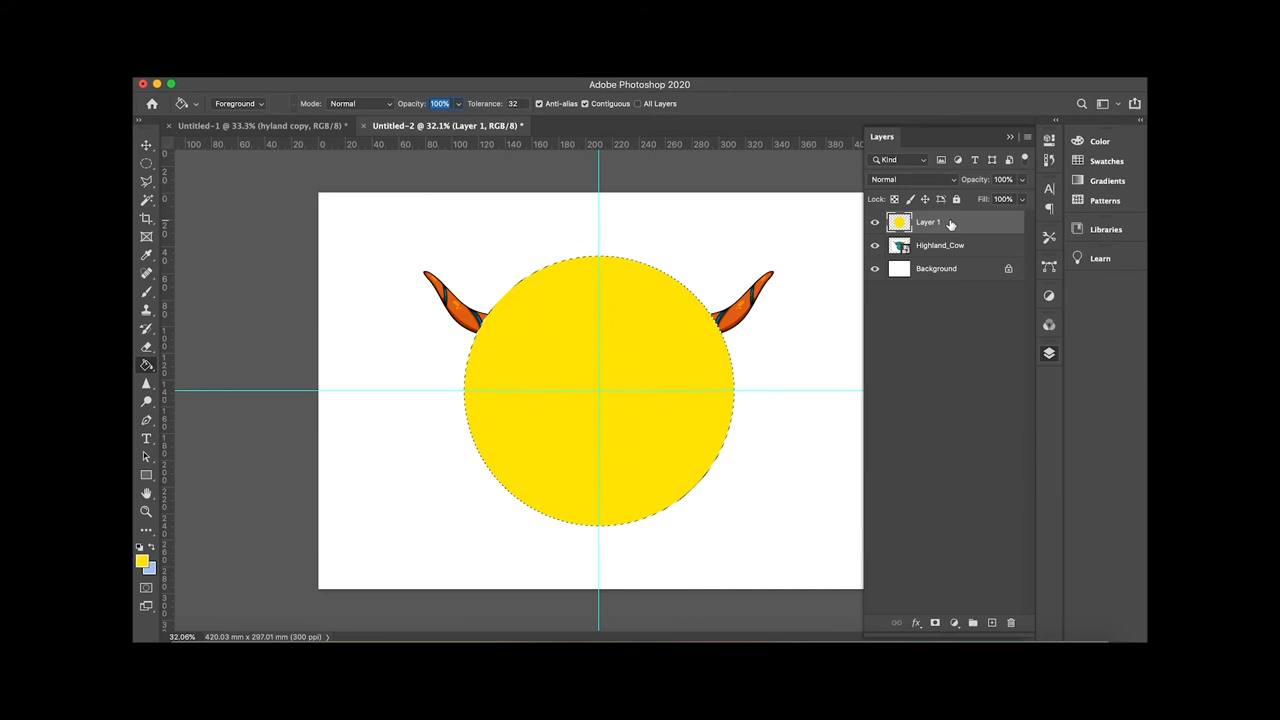 Adobe Photoshop 2020
Foreground Mode: Normal Opacity: 100% Tolerance: 32 Anti-alias Contiguous All Layers
Untitled-1 @ 33.3% (hyland copy, RGB/8) * Untitled-2 @ 32.1% (Layer 1, RGB/8) *
100 80 60 40 20 0 20 40 60 80 100 120 140 160 180 200 220 240 260 280 300 320 340 360 380 40
Layers
Kind
Normal Opacity: 100%
Lock: Fill: 100%
Layer 1
Highland_Cow
Background
Color
Swatches
Gradients
Patterns
Libraries
Learn
32.06% 420.03 mm x 297.01 mm (300 ppi)